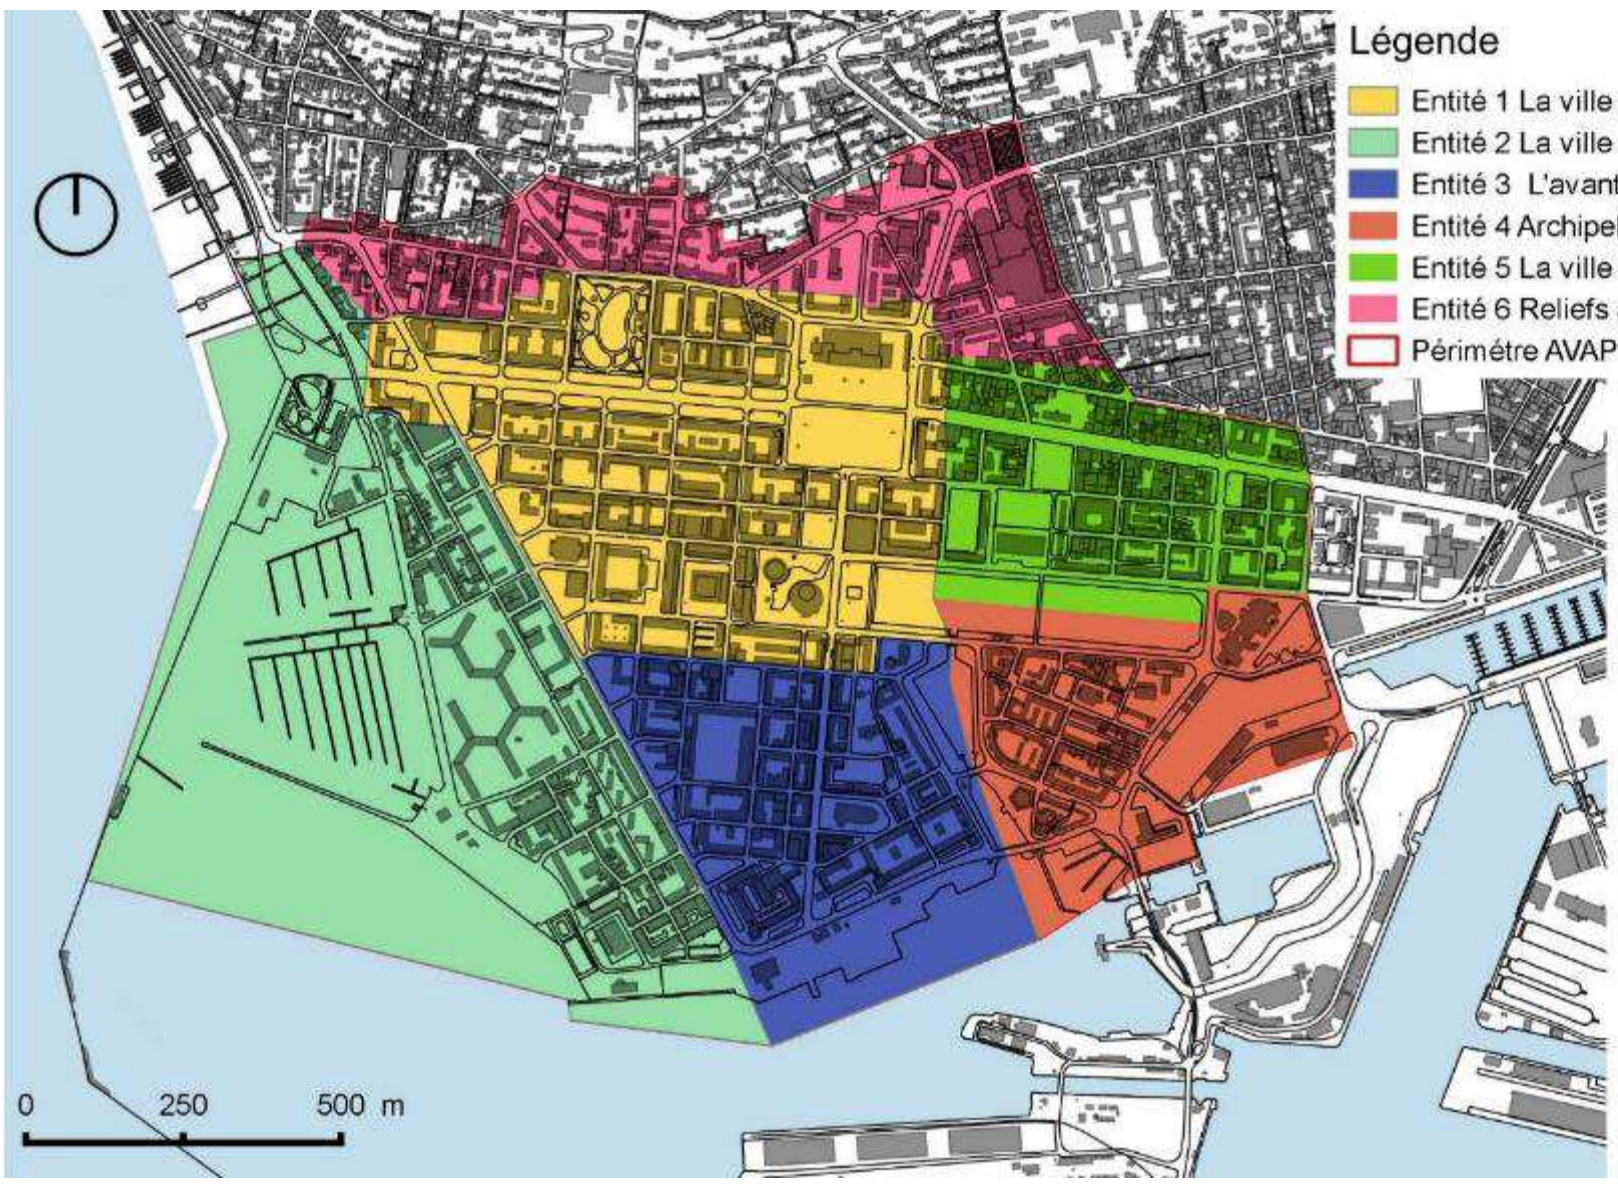 Légende
Entité 1 La ville
Entité 2 La ville
Entité 3 L'avant
Entité 4 Archipel
Entité 5 La ville
Entité 6 Reliefs
Périmétre AVAP
0 250 500 m